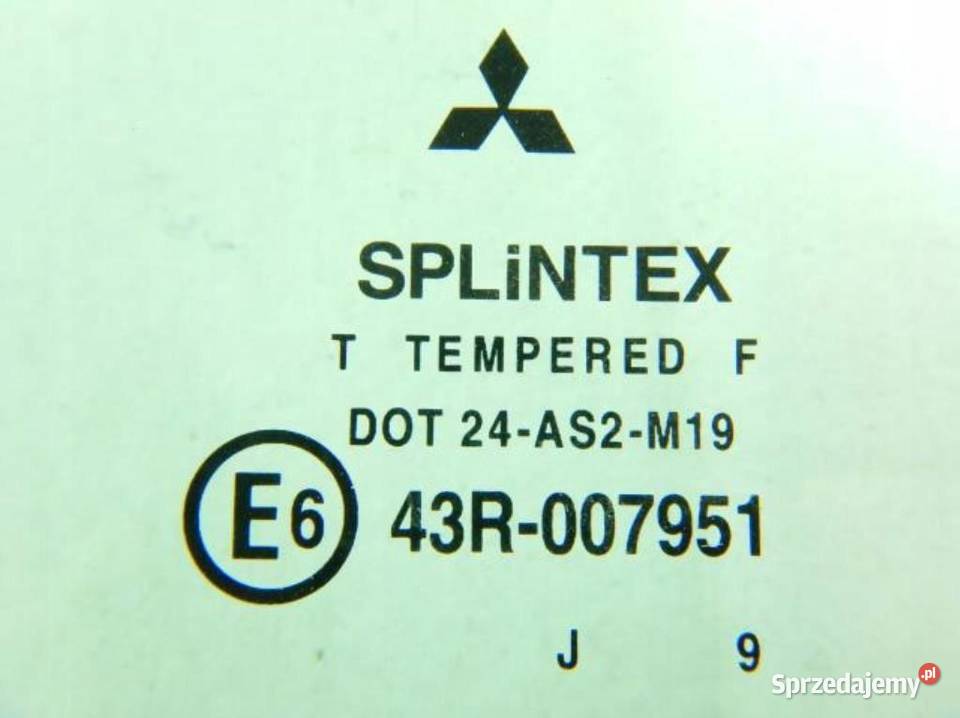 SPLiNTEX
T TEMPERED F
DOT 24-AS2-M19
E6 43R-007951
J 9
Sprzedajemy.pl